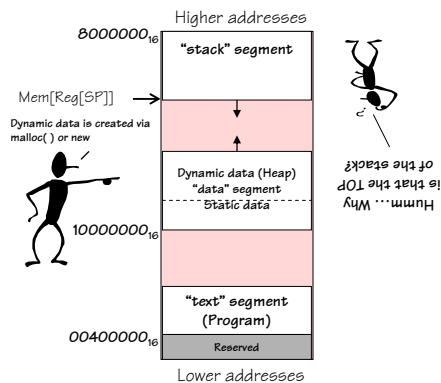 Higher addresses
80000000₁₆
“stack” segment
Mem[Reg[SP]]
Dynamic data is created via
malloc( ) or new
Humm… Why
is that the TOP
of the stack?
Dynamic data (Heap)
“data” segment
Static data
10000000₁₆
“text” segment
(Program)
00400000₁₆
Reserved
Lower addresses